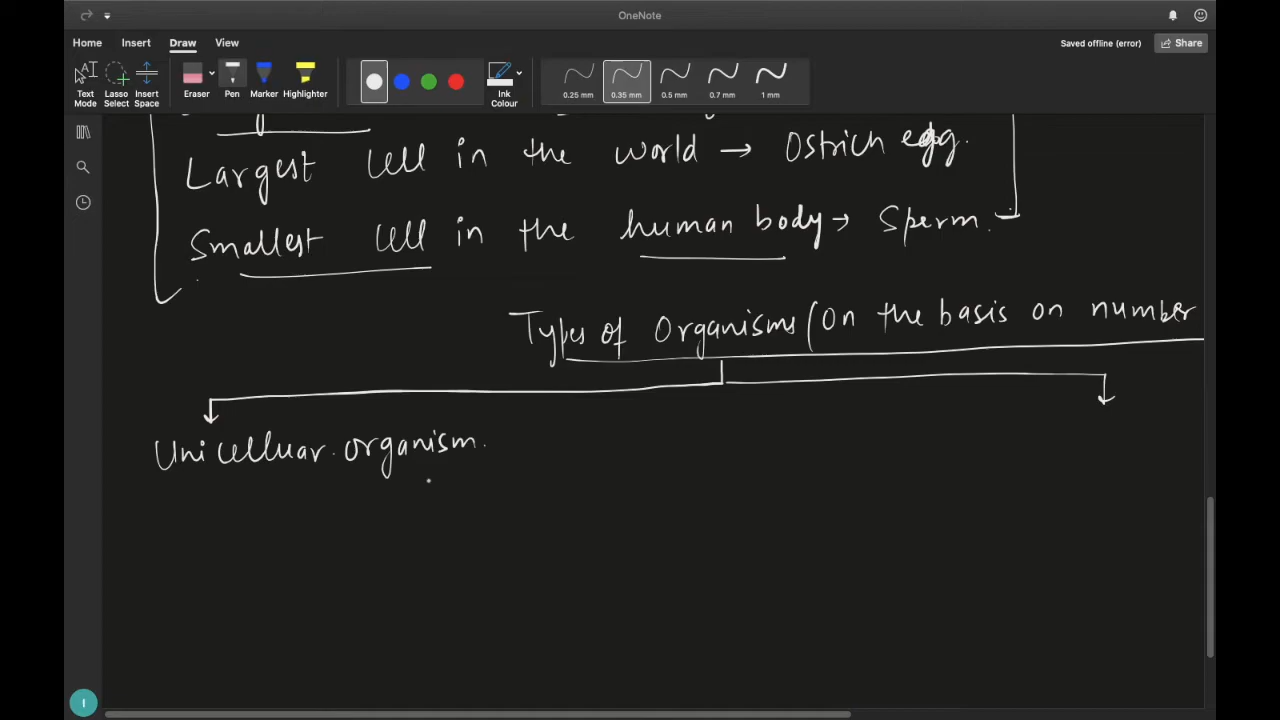 OneNote
Home Insert Draw View
Saved offline (error) Share
Text Mode
Lasso Select
Insert Space
Eraser
Pen
Marker
Highlighter
Ink Colour
0.25 mm
0.35 mm
0.5 mm
0.7 mm
1 mm
Largest cell in the world → Ostrich egg.
Smallest cell in the human body → Sperm.
Types of Organisms (On the basis on number
Unicelluar organism.
I